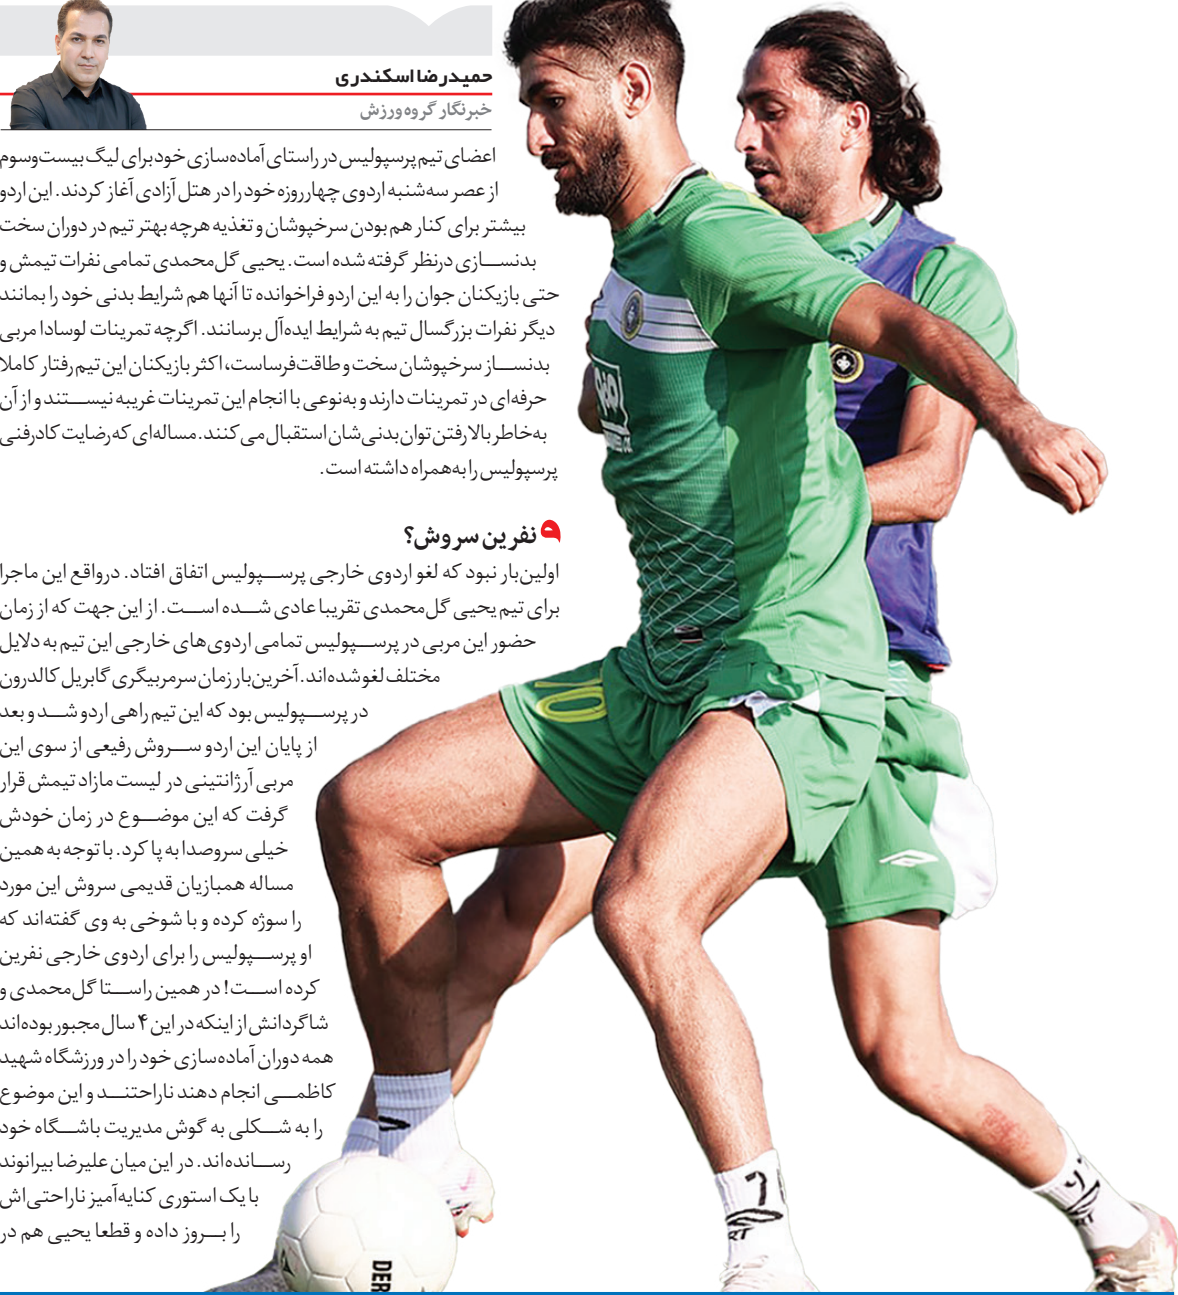 حمیدرضا اسکندری
خبرنگار گروه ورزش
اعضای تیم پرسپولیس در راستای آماده‌سازی خود برای لیگ بیست‌وسوم
از عصر سه‌شنبه اردوی چهارروزه خود را در هتل آزادی آغاز کردند. این اردو
بیشتر برای کنار هم بودن سرخپوشان و تغذیه هرچه بهتر تیم در دوران سخت
بدنسازی درنظر گرفته شده است. یحیی گل‌محمدی تمامی نفرات تیمش و
حتی بازیکنان جوان را به این اردو فراخوانده تا آنها هم شرایط بدنی خود را بمانند
دیگر نفرات بزرگسال تیم به شرایط ایده‌آل برسانند. اگرچه تمرینات لوسادا مربی
بدنساز سرخپوشان سخت و طاقت‌فرساست، اکثر بازیکنان این تیم رفتار کاملا
حرفه‌ای در تمرینات دارند و به‌نوعی با انجام این تمرینات غریبه نیستند و از آن
به‌خاطر بالا رفتن توان بدنی‌شان استقبال می‌کنند. مساله‌ای که رضایت کادرفنی
پرسپولیس را به‌همراه داشته است.
نفرین سروش؟
اولین‌بار نبود که لغو اردوی خارجی پرسپولیس اتفاق افتاد. درواقع این ماجرا
برای تیم یحیی گل‌محمدی تقریبا عادی شده است. از این جهت که از زمان
حضور این مربی در پرسپولیس تمامی اردوی‌های خارجی این تیم به دلایل
مختلف لغو شده‌اند. آخرین‌بار زمان سرمربیگری گابریل کالدرون
در پرسپولیس بود که این تیم راهی اردو شد و بعد
از پایان این اردو سروش رفیعی از سوی این
مربی آرژانتینی در لیست مازاد تیمش قرار
گرفت که این موضوع در زمان خودش
خیلی سروصدا به پا کرد. با توجه به همین
مساله همبازیان قدیمی سروش این مورد
را سوژه کرده و با شوخی به وی گفته‌اند که
او پرسپولیس را برای اردوی خارجی نفرین
کرده است! در همین راستا گل‌محمدی و
شاگردانش از اینکه در این ۴ سال مجبور بوده‌اند
همه دوران آماده‌سازی خود را در ورزشگاه شهید
کاظمی انجام دهند ناراحتند و این موضوع
را به شکلی به گوش مدیریت باشگاه خود
رسانده‌اند. در این میان علیرضا بیرانوند
با یک استوری کنایه‌آمیز ناراحتی‌اش
را بروز داده و قطعا یحیی هم در
DER